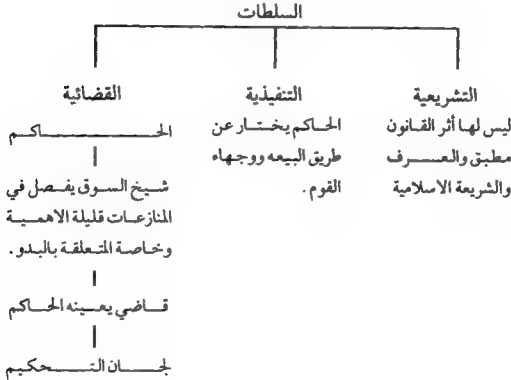 السلطات
التشريعية
ليس لها أثر القانون
مطبق والعرف
والشريعة الاسلامية
التنفيذية
الحاكم يختار عن
طريق البيعه ووجهاء
القوم.
القضائية
الحاكم
شيخ السوق يفصل في
المنازعات قليلة الاهمية
وخاصة المتعلقة بالبدو.
قاضي يعينه الحاكم
لجان التحكيم